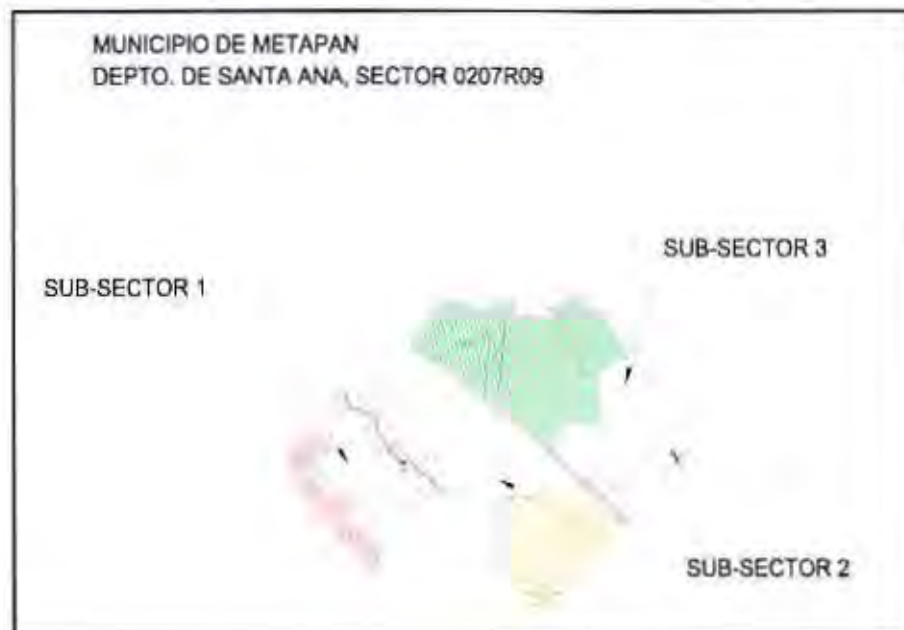 MUNICIPIO DE METAPAN
DEPTO. DE SANTA ANA, SECTOR 0207R09
SUB-SECTOR 3
SUB-SECTOR 1
SUB-SECTOR 2